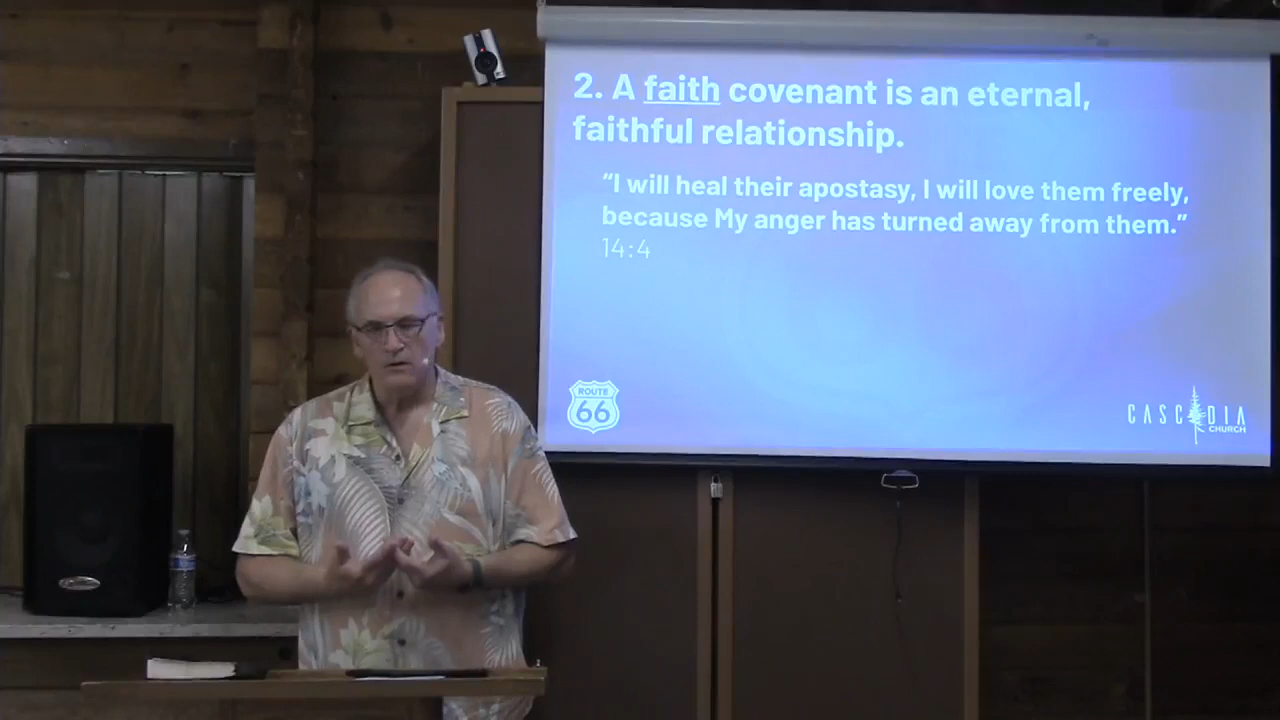 2. A faith covenant is an eternal,
faithful relationship.
“I will heal their apostasy, I will love them freely,
because My anger has turned away from them.”
14:4
ROUTE
66
CASCADIA
CHURCH